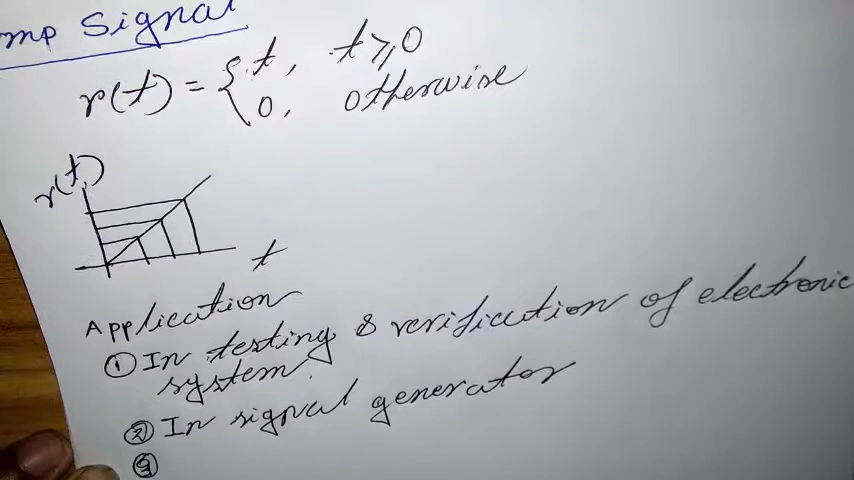 mp Signal
r(t) = { t, t ≥ 0
0, otherwise
r(t)
t
Application
① In testing & verification of electronic
system
② In signal generator
③